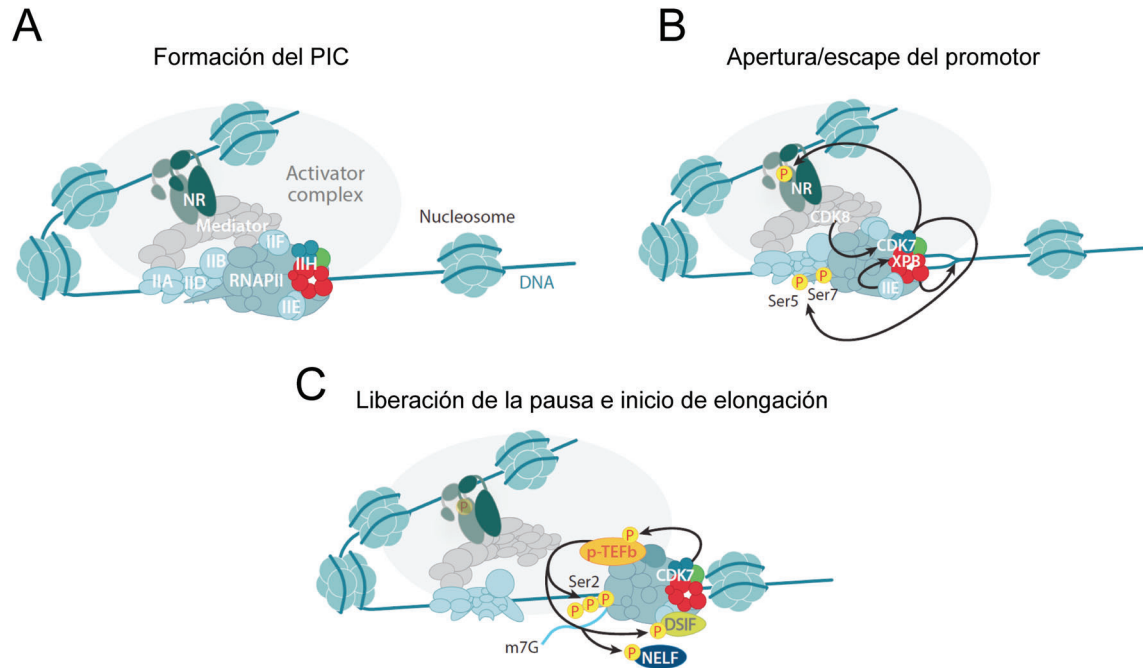 A
Formación del PIC
Activator
complex
NR
Mediator
Nucleosome
IIF
IIB
IIH
IIA
IID
RNAPII
DNA
IIE
B
Apertura/escape del promotor
P
NR
CDK8
CDK7
XPB
P
P
IIE
Ser5
Ser7
C
Liberación de la pausa e inicio de elongación
P
P
p-TEFb
CDK7
Ser2
P
P
P
DSIF
P
m7G
P
NELF